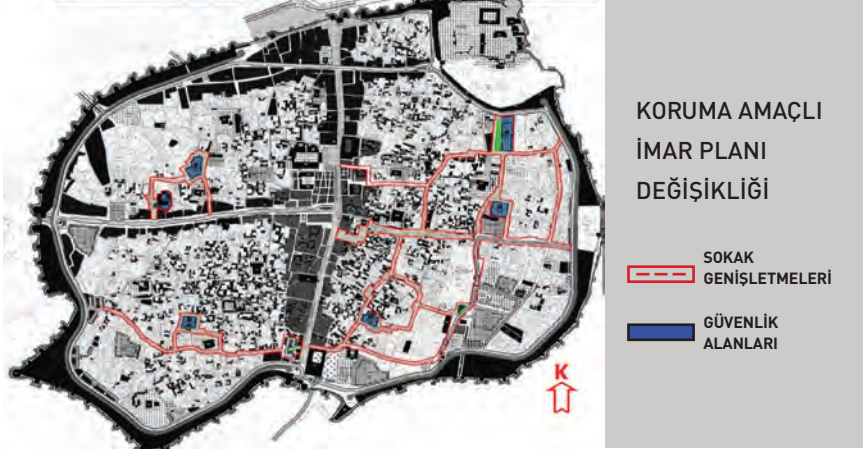 KORUMA AMAÇLI
İMAR PLANI
DEĞİŞİKLİĞİ
SOKAK
GENİŞLETMELERİ
GÜVENLİK
ALANLARI
K